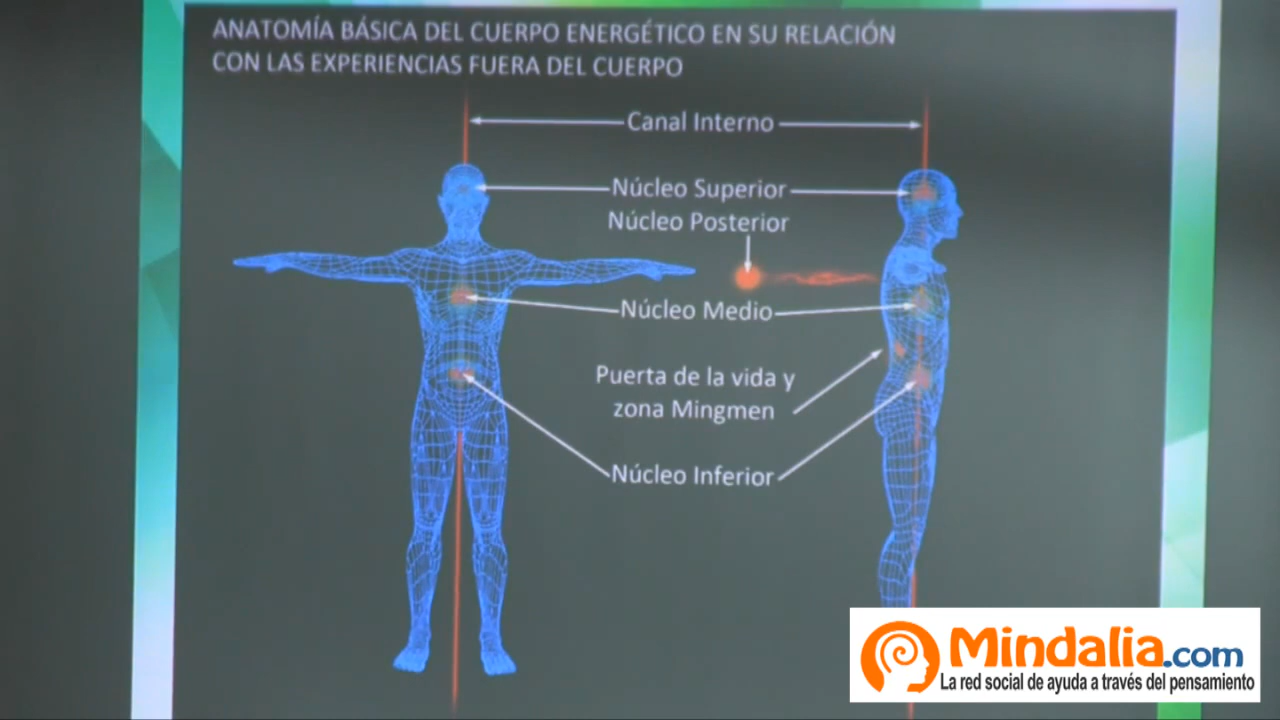 ANATOMÍA BÁSICA DEL CUERPO ENERGÉTICO EN SU RELACIÓN
CON LAS EXPERIENCIAS FUERA DEL CUERPO
Canal Interno
Núcleo Superior
Núcleo Posterior
Núcleo Medio
Puerta de la vida y
zona Mingmen
Núcleo Inferior
Mindalia.com
La red social de ayuda a través del pensamiento